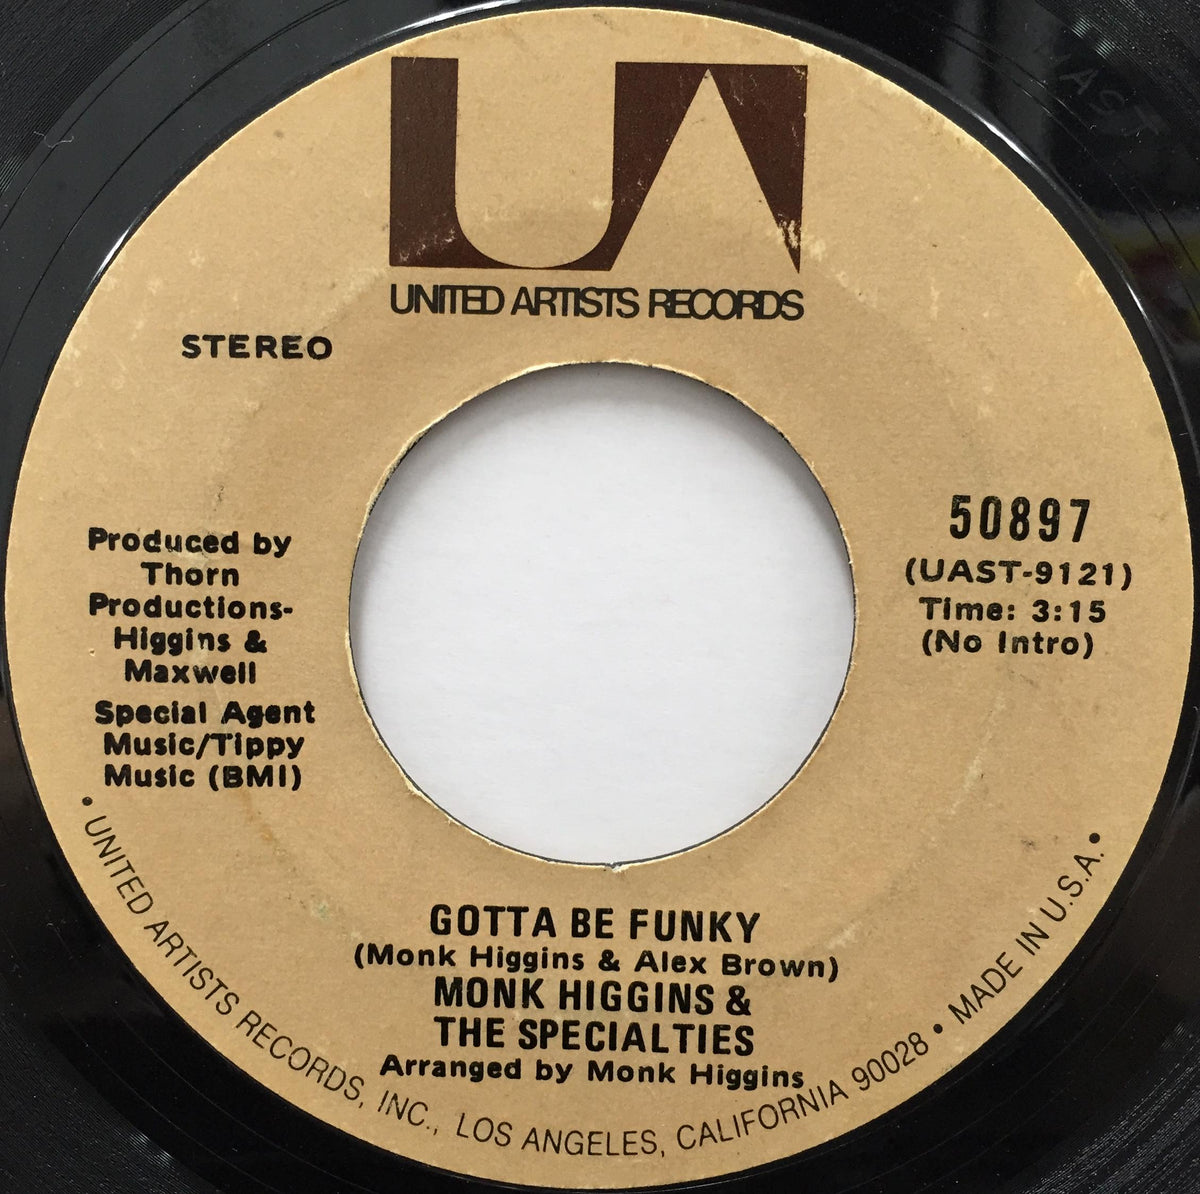 UA
UNITED ARTISTS RECORDS
STEREO
50897
(UAST-9121)
Time: 3:15
(No Intro)
Produced by
Thorn
Productions-
Higgins &
Maxwell
Special Agent
Music/Tippy
Music (BMI)
GOTTA BE FUNKY
(Monk Higgins & Alex Brown)
MONK HIGGINS &
THE SPECIALTIES
Arranged by Monk Higgins
• UNITED ARTISTS RECORDS, INC., LOS ANGELES, CALIFORNIA 90028 • MADE IN U.S.A. •